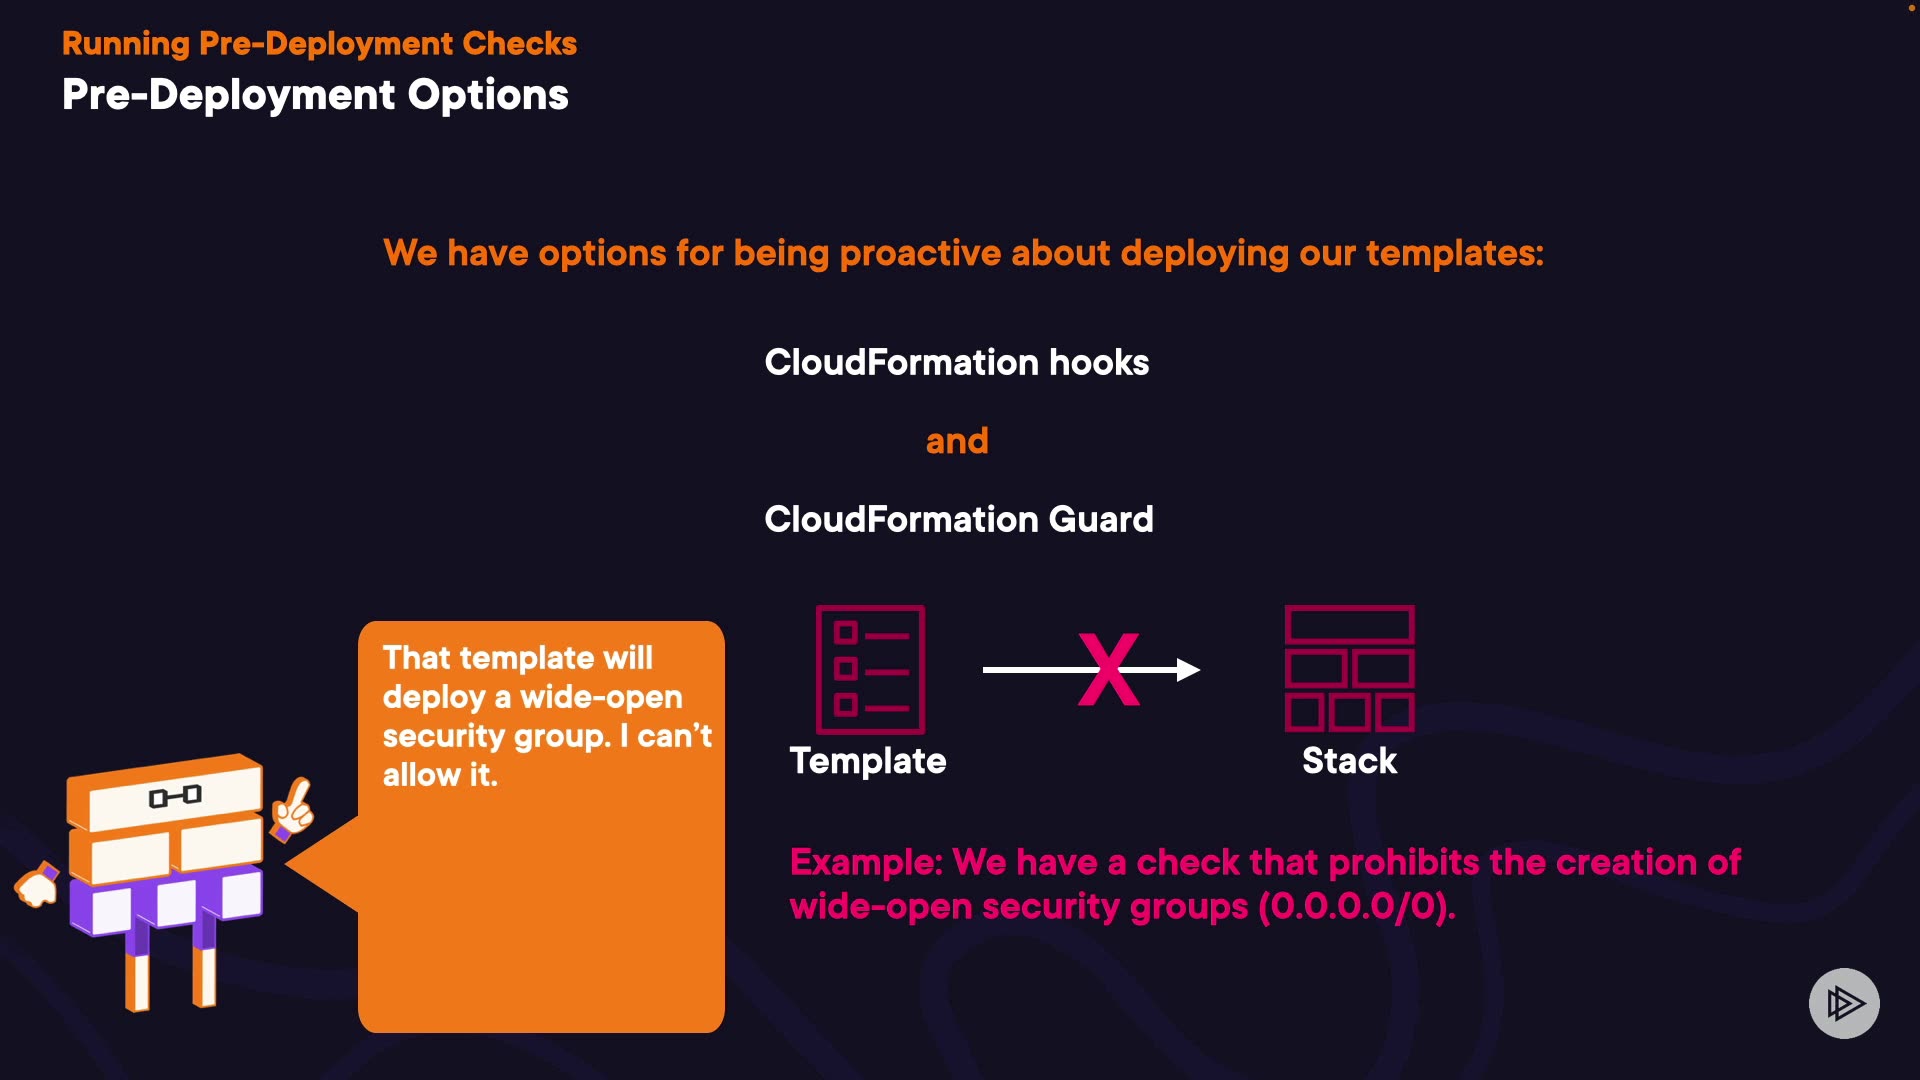 Running Pre-Deployment Checks
Pre-Deployment Options
We have options for being proactive about deploying our templates:
CloudFormation hooks
and
CloudFormation Guard
That template will
deploy a wide-open
security group. I can’t
allow it.
X
Template
Stack
Example: We have a check that prohibits the creation of
wide-open security groups (0.0.0.0/0).